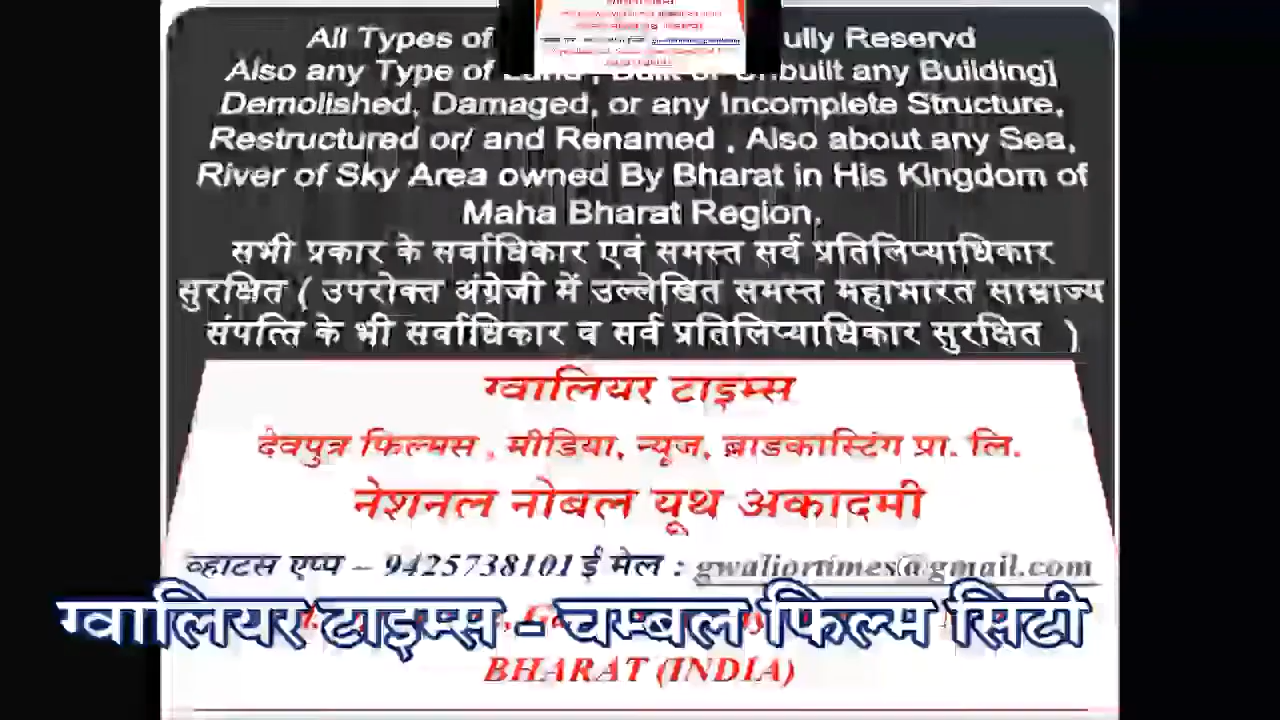 All Types of ully Reservd
Also any Type of Land , Built or Unbuilt any Building]
Demolished, Damaged, or any Incomplete Structure,
Restructured or/ and Renamed , Also about any Sea,
River of Sky Area owned By Bharat in His KIngdom of
Maha Bharat Region,
सभी प्रकार के सर्वाधिकार एवं समस्त सर्व प्रतिलिप्याधिकार
सुरक्षित ( उपरोक्त अंग्रेजी में उल्लेखित समस्त महाभारत साम्राज्य
संपत्ति के भी सर्वाधिकार व सर्व प्रतिलिप्याधिकार सुरक्षित )
ग्वालियर टाइम्स
देवपुत्र फिल्मस , मीडिया, न्यूज, ब्राडकास्टिंग प्रा. लि.
नेशनल नोबल यूथ अकादमी
व्हाटस एप्प – 9425738101 ई मेल : gwaliortimes@gmail.com
ग्वालियर टाइम्स - चम्बल फिल्म सिटी
BHARAT (INDIA)